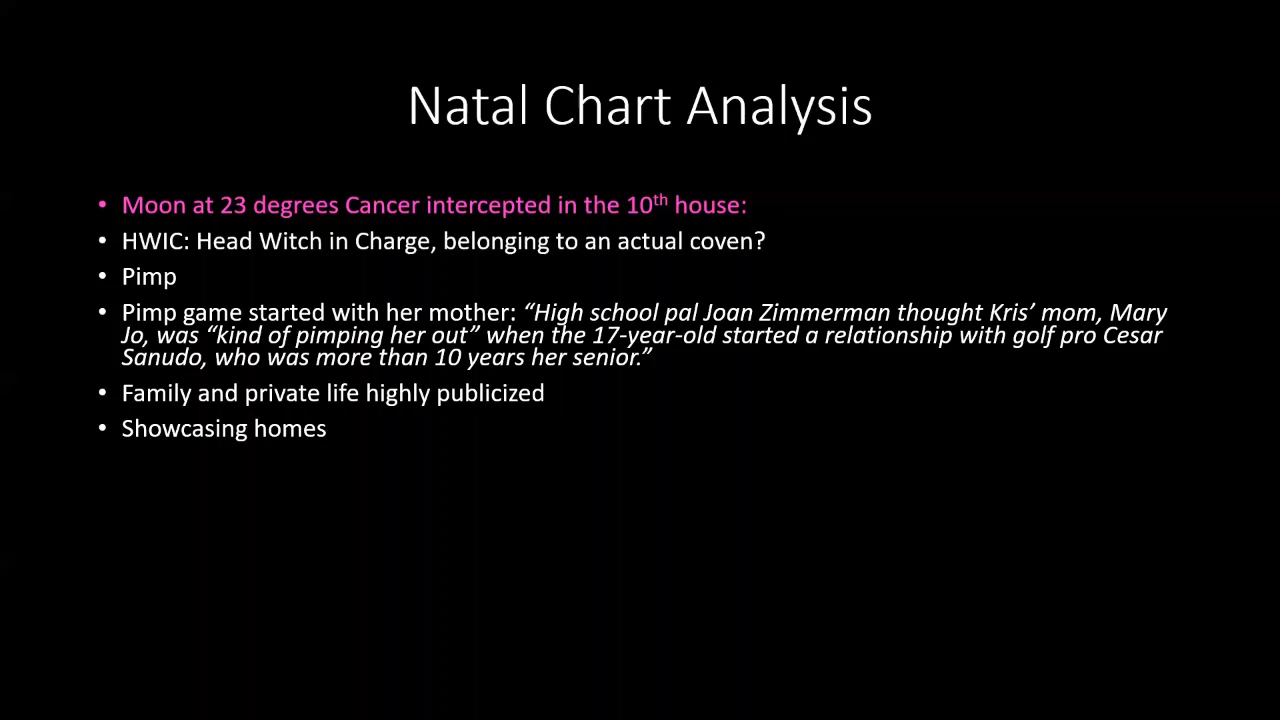 Natal Chart Analysis
• Moon at 23 degrees Cancer intercepted in the 10th house:
• HWIC: Head Witch in Charge, belonging to an actual coven?
• Pimp
• Pimp game started with her mother: “High school pal Joan Zimmerman thought Kris’ mom, Mary
Jo, was “kind of pimping her out” when the 17-year-old started a relationship with golf pro Cesar
Sanudo, who was more than 10 years her senior.”
• Family and private life highly publicized
• Showcasing homes